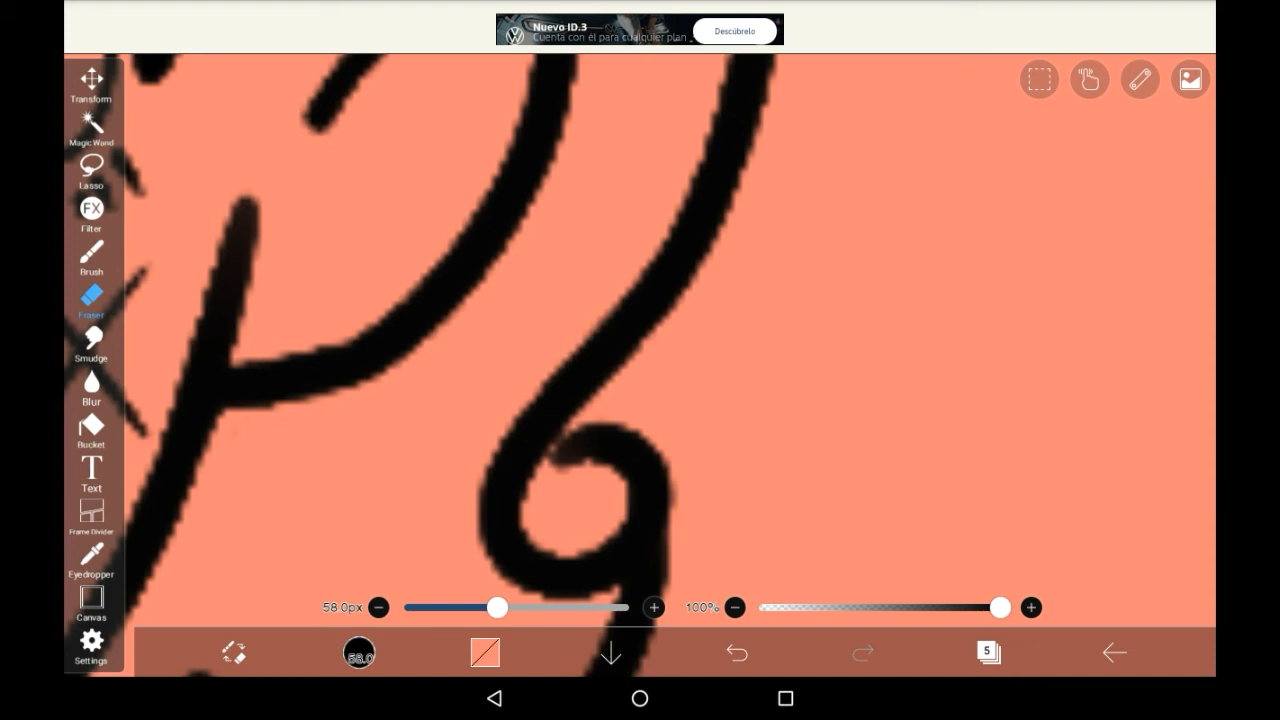 Nuevo ID.3
Cuenta con él para cualquier plan
Descúbrelo
Transform
Magic Wand
Lasso
FX
Filter
Brush
Eraser
Smudge
Blur
Bucket
T
Text
Frame Divider
Eyedropper
Canvas
Settings
58.0px
100%
58.0
5